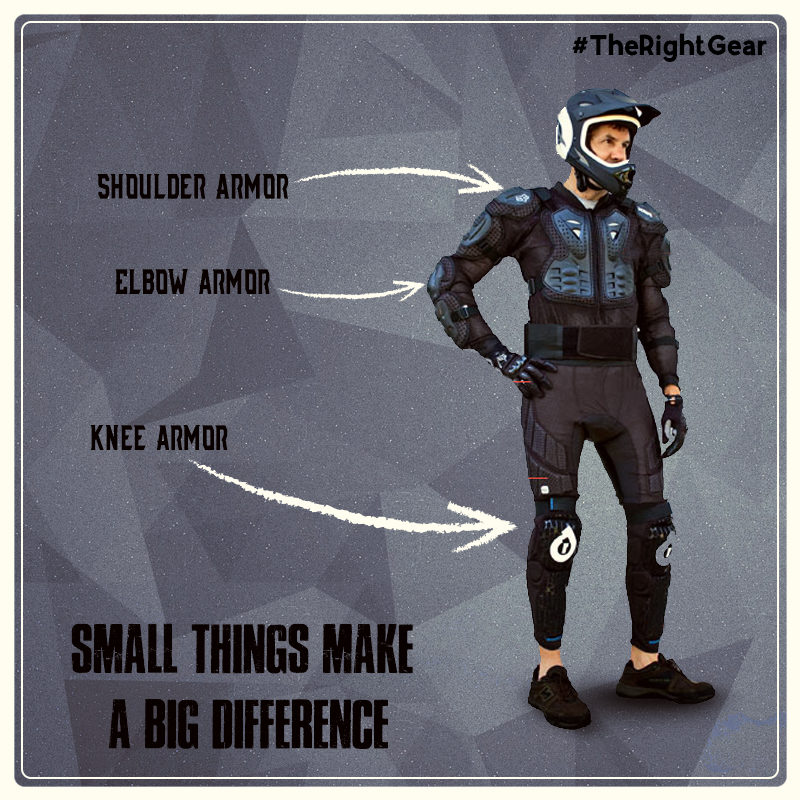 #TheRightGear
SHOULDER ARMOR
ELBOW ARMOR
KNEE ARMOR
SMALL THINGS MAKE
A BIG DIFFERENCE